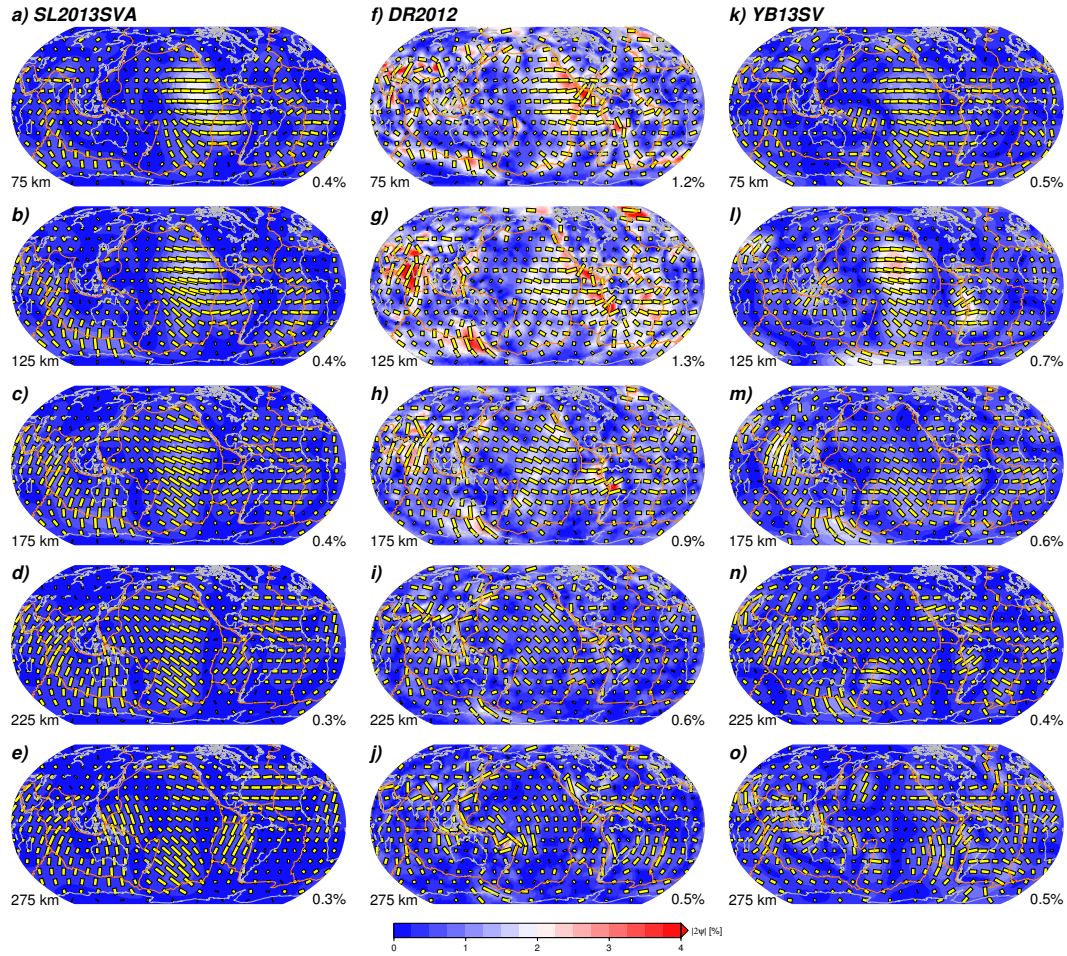 a) SL2013SVA f) DR2012 k) YB13SV
75 km 0.4% 75 km 1.2% 75 km 0.5%
b) g) l)
125 km 0.4% 125 km 1.3% 125 km 0.7%
c) h) m)
175 km 0.4% 175 km 0.9% 175 km 0.6%
d) i) n)
225 km 0.3% 225 km 0.6% 225 km 0.4%
e) j) o)
275 km 0.3% 275 km 0.5% 275 km 0.5%
|2ψ| [%]
0 1 2 3 4